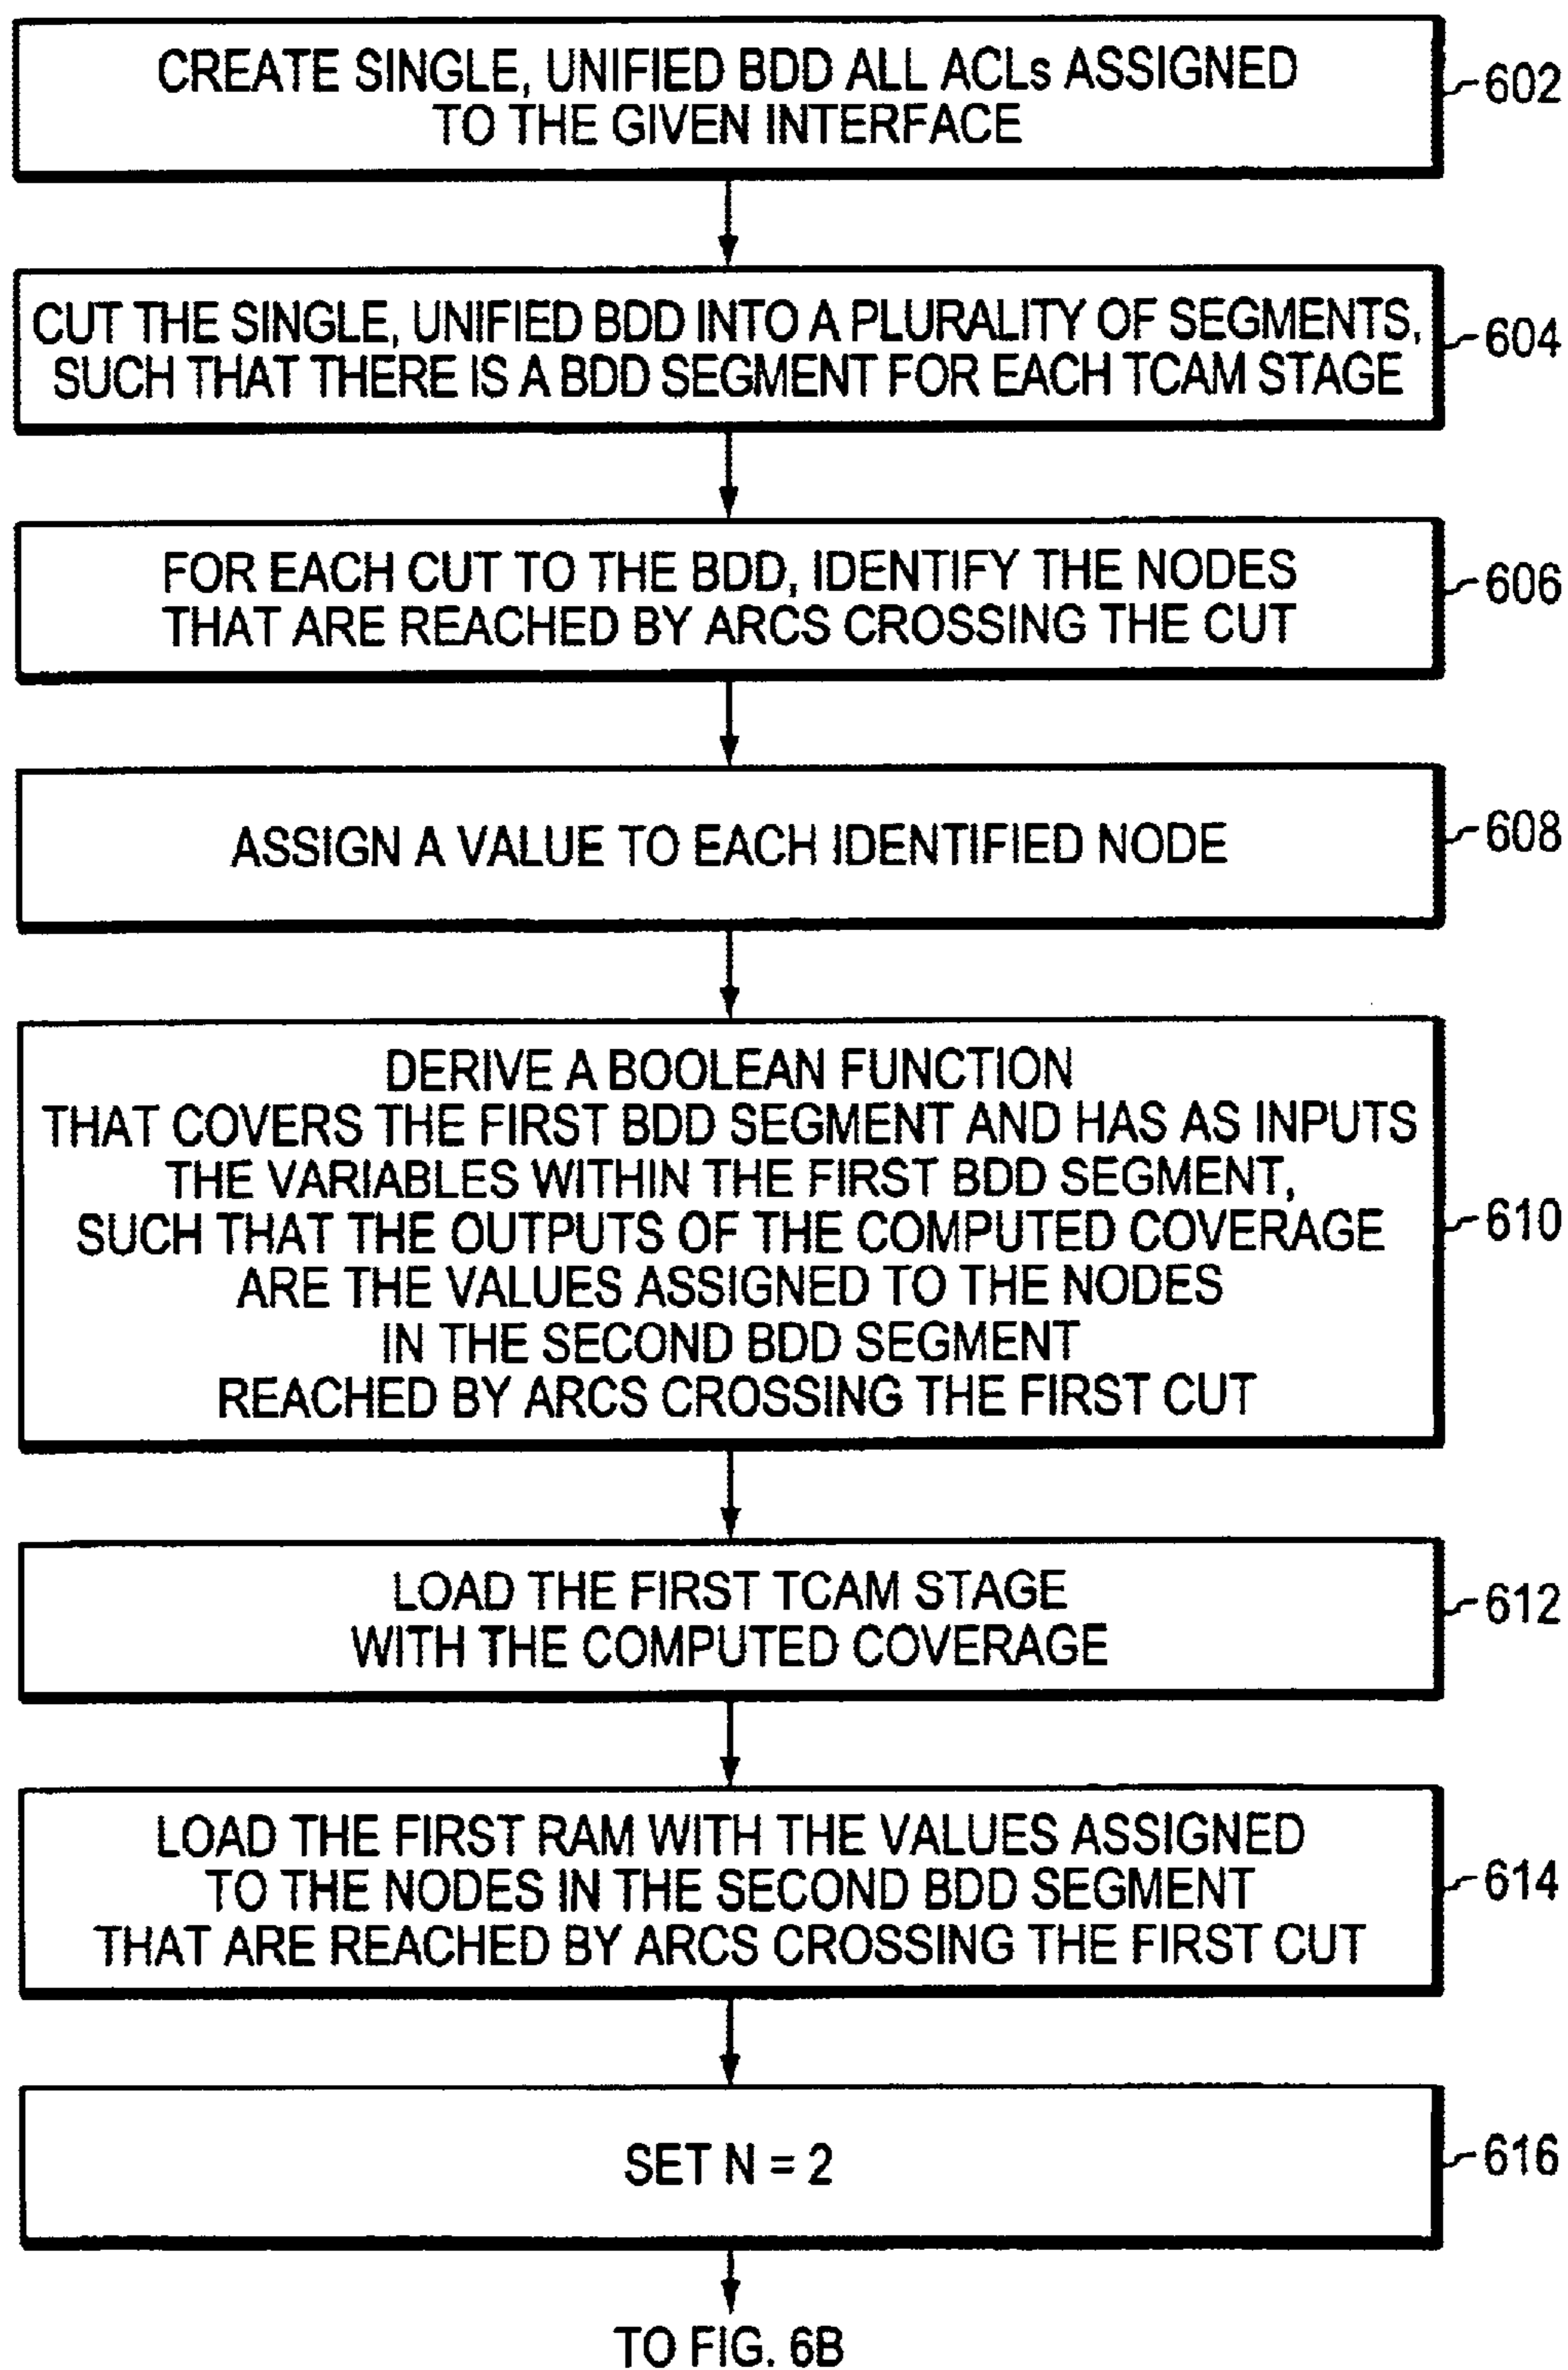 CREATE SINGLE, UNIFIED BDD ALL ACLs ASSIGNED
TO THE GIVEN INTERFACE
602
CUT THE SINGLE, UNIFIED BDD INTO A PLURALITY OF SEGMENTS,
SUCH THAT THERE IS A BDD SEGMENT FOR EACH TCAM STAGE
604
FOR EACH CUT TO THE BDD, IDENTIFY THE NODES
THAT ARE REACHED BY ARCS CROSSING THE CUT
606
ASSIGN A VALUE TO EACH IDENTIFIED NODE
608
DERIVE A BOOLEAN FUNCTION
THAT COVERS THE FIRST BDD SEGMENT AND HAS AS INPUTS
THE VARIABLES WITHIN THE FIRST BDD SEGMENT,
SUCH THAT THE OUTPUTS OF THE COMPUTED COVERAGE
ARE THE VALUES ASSIGNED TO THE NODES
IN THE SECOND BDD SEGMENT
REACHED BY ARCS CROSSING THE FIRST CUT
610
LOAD THE FIRST TCAM STAGE
WITH THE COMPUTED COVERAGE
612
LOAD THE FIRST RAM WITH THE VALUES ASSIGNED
TO THE NODES IN THE SECOND BDD SEGMENT
THAT ARE REACHED BY ARCS CROSSING THE FIRST CUT
614
SET N = 2
616
TO FIG. 6B